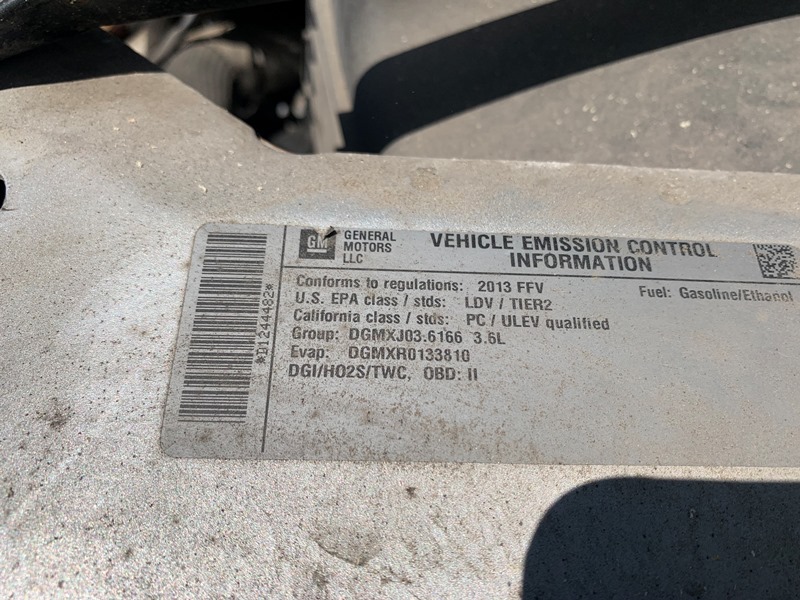 *D1244482*
GM
GENERAL
MOTORS
LLC
VEHICLE EMISSION CONTROL
INFORMATION
Conforms to regulations: 2013 FFV
Fuel: Gasoline/Ethanol
U.S. EPA class / stds: LDV / TIER2
California class / stds: PC / ULEV qualified
Group: DGMXJ03.6166 3.6L
Evap: DGMXR0133810
DGI/HO2S/TWC, OBD: II